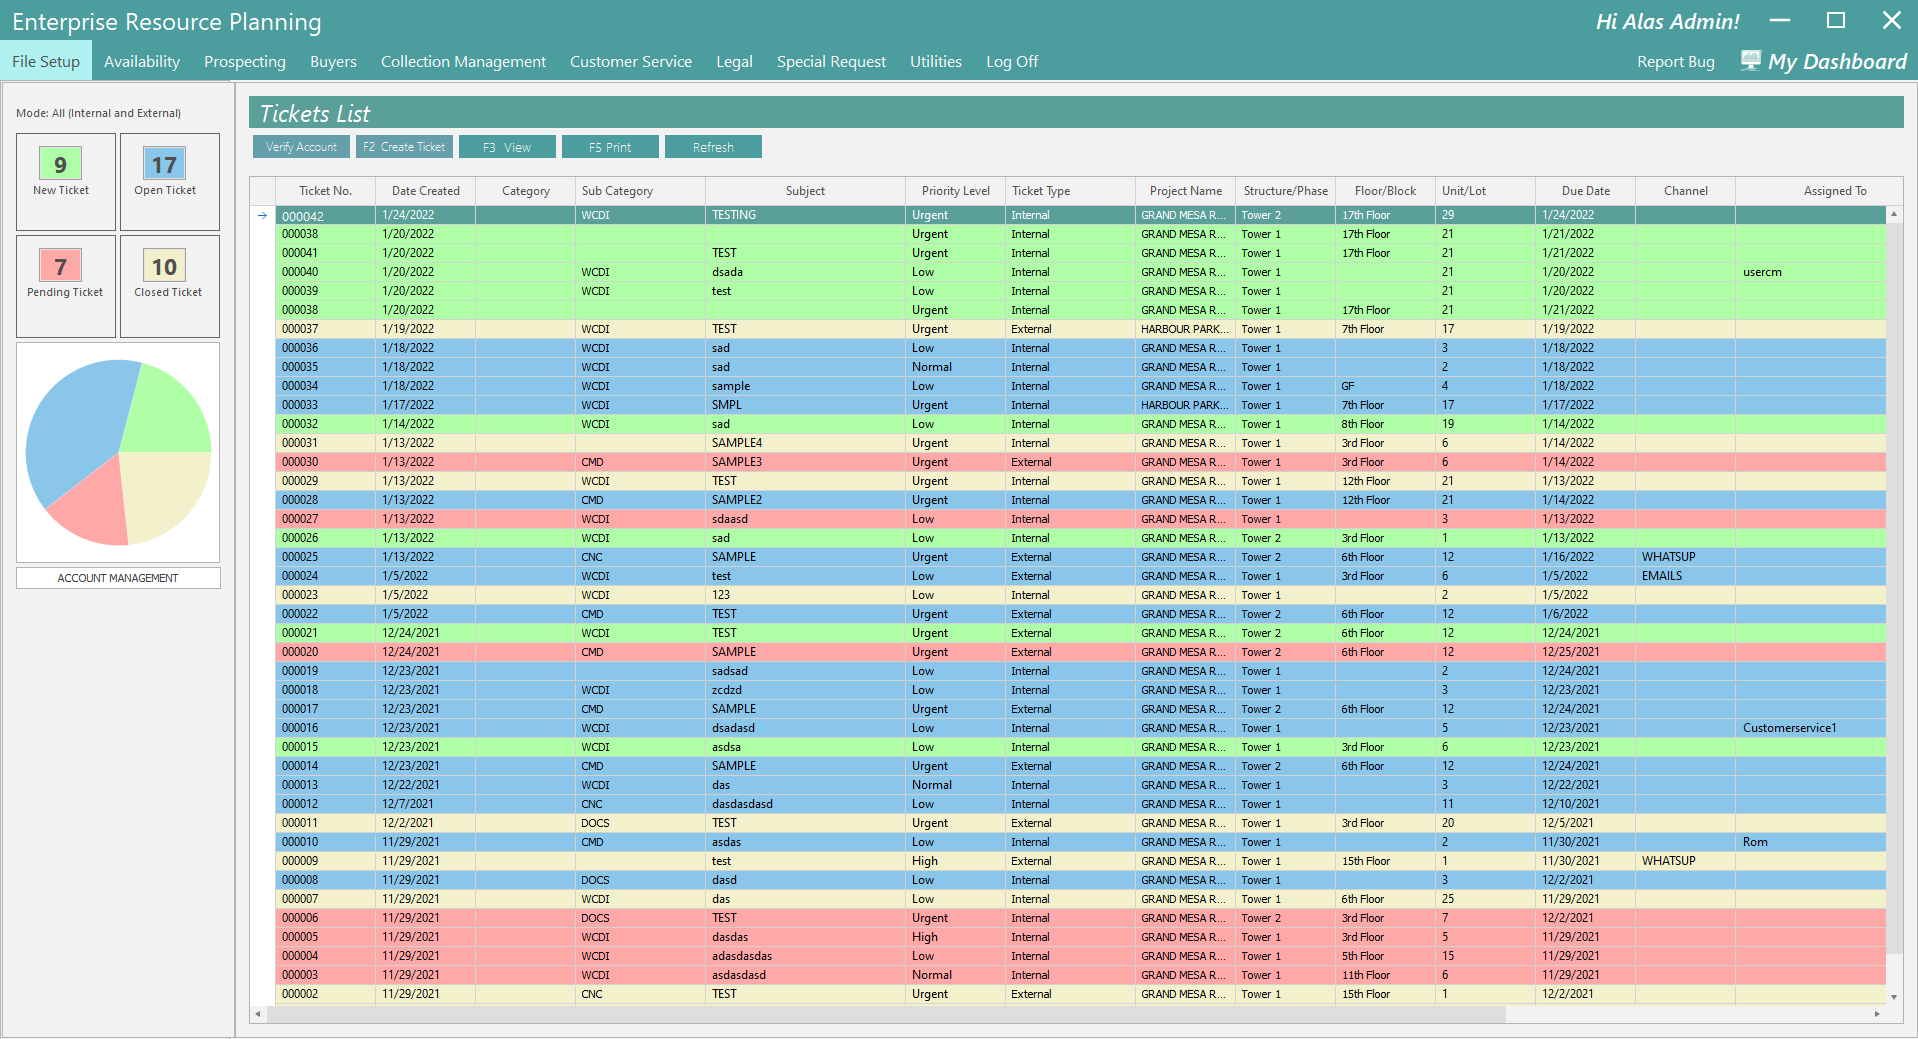 Enterprise Resource Planning
Hi Alas Admin!
File Setup Availability Prospecting Buyers Collection Management Customer Service Legal Special Request Utilities Log Off Report Bug My Dashboard
Mode: All (Internal and External)
9 New Ticket
17 Open Ticket
7 Pending Ticket
10 Closed Ticket
ACCOUNT MANAGEMENT
Tickets List
Verify Account F2 Create Ticket F3 View F5 Print Refresh
Ticket No. Date Created Category Sub Category Subject Priority Level Ticket Type Project Name Structure/Phase Floor/Block Unit/Lot Due Date Channel Assigned To
000042 1/24/2022 WCDI TESTING Urgent Internal GRAND MESA R... Tower 2 17th Floor 29 1/24/2022
000038 1/20/2022 Urgent Internal GRAND MESA R... Tower 1 17th Floor 21 1/21/2022
000041 1/20/2022 TEST Urgent Internal GRAND MESA R... Tower 1 17th Floor 21 1/21/2022
000040 1/20/2022 WCDI dsada Low Internal GRAND MESA R... Tower 1 21 1/20/2022 usercm
000039 1/20/2022 WCDI test Low Internal GRAND MESA R... Tower 1 21 1/20/2022
000038 1/20/2022 Urgent Internal GRAND MESA R... Tower 1 17th Floor 21 1/21/2022
000037 1/19/2022 WCDI TEST Urgent External HARBOUR PARK... Tower 1 7th Floor 17 1/19/2022
000036 1/18/2022 WCDI sad Low Internal GRAND MESA R... Tower 1 3 1/18/2022
000035 1/18/2022 WCDI sad Normal Internal GRAND MESA R... Tower 1 2 1/18/2022
000034 1/18/2022 WCDI sample Low Internal GRAND MESA R... Tower 1 GF 4 1/18/2022
000033 1/17/2022 WCDI SMPL Urgent Internal HARBOUR PARK... Tower 1 7th Floor 17 1/17/2022
000032 1/14/2022 WCDI sad Low Internal GRAND MESA R... Tower 1 8th Floor 19 1/14/2022
000031 1/13/2022 SAMPLE4 Urgent Internal GRAND MESA R... Tower 1 3rd Floor 6 1/14/2022
000030 1/13/2022 CMD SAMPLE3 Urgent External GRAND MESA R... Tower 1 3rd Floor 6 1/14/2022
000029 1/13/2022 WCDI TEST Urgent Internal GRAND MESA R... Tower 1 12th Floor 21 1/13/2022
000028 1/13/2022 CMD SAMPLE2 Urgent Internal GRAND MESA R... Tower 1 12th Floor 21 1/14/2022
000027 1/13/2022 WCDI sdaasd Low Internal GRAND MESA R... Tower 1 3 1/13/2022
000026 1/13/2022 WCDI sad Low Internal GRAND MESA R... Tower 2 3rd Floor 1 1/13/2022
000025 1/13/2022 CNC SAMPLE Urgent External GRAND MESA R... Tower 2 6th Floor 12 1/16/2022 WHATSUP
000024 1/5/2022 WCDI test Low External GRAND MESA R... Tower 1 3rd Floor 6 1/5/2022 EMAILS
000023 1/5/2022 WCDI 123 Low Internal GRAND MESA R... Tower 1 2 1/5/2022
000022 1/5/2022 CMD TEST Urgent External GRAND MESA R... Tower 2 6th Floor 12 1/6/2022
000021 12/24/2021 WCDI TEST Urgent External GRAND MESA R... Tower 2 6th Floor 12 12/24/2021
000020 12/24/2021 CMD SAMPLE Urgent External GRAND MESA R... Tower 2 6th Floor 12 12/25/2021
000019 12/23/2021 sadsad Low Internal GRAND MESA R... Tower 1 2 12/24/2021
000018 12/23/2021 WCDI zcdzd Low Internal GRAND MESA R... Tower 1 3 12/23/2021
000017 12/23/2021 CMD SAMPLE Urgent External GRAND MESA R... Tower 2 6th Floor 12 12/24/2021
000016 12/23/2021 WCDI dsadasd Low Internal GRAND MESA R... Tower 1 5 12/23/2021 Customerservice1
000015 12/23/2021 WCDI asdsa Low Internal GRAND MESA R... Tower 1 3rd Floor 6 12/23/2021
000014 12/23/2021 CMD SAMPLE Urgent External GRAND MESA R... Tower 2 6th Floor 12 12/24/2021
000013 12/22/2021 WCDI das Normal Internal GRAND MESA R... Tower 1 3 12/22/2021
000012 12/7/2021 CNC dasdasdasd Low Internal GRAND MESA R... Tower 1 11 12/10/2021
000011 12/2/2021 DOCS TEST Urgent External GRAND MESA R... Tower 1 3rd Floor 20 12/5/2021
000010 11/29/2021 CMD asdas Low Internal GRAND MESA R... Tower 1 2 11/30/2021 Rom
000009 11/29/2021 test High External GRAND MESA R... Tower 1 15th Floor 1 11/30/2021 WHATSUP
000008 11/29/2021 DOCS dasd Low Internal GRAND MESA R... Tower 1 3 12/2/2021
000007 11/29/2021 WCDI das Low Internal GRAND MESA R... Tower 1 6th Floor 25 11/29/2021
000006 11/29/2021 DOCS TEST Urgent Internal GRAND MESA R... Tower 2 3rd Floor 7 12/2/2021
000005 11/29/2021 WCDI dasdas High Internal GRAND MESA R... Tower 1 3rd Floor 5 11/29/2021
000004 11/29/2021 WCDI adasdasdas Low Internal GRAND MESA R... Tower 1 5th Floor 15 11/29/2021
000003 11/29/2021 WCDI asdasdasd Normal Internal GRAND MESA R... Tower 1 11th Floor 6 11/29/2021
000002 11/29/2021 CNC TEST Urgent External GRAND MESA R... Tower 1 15th Floor 1 12/2/2021